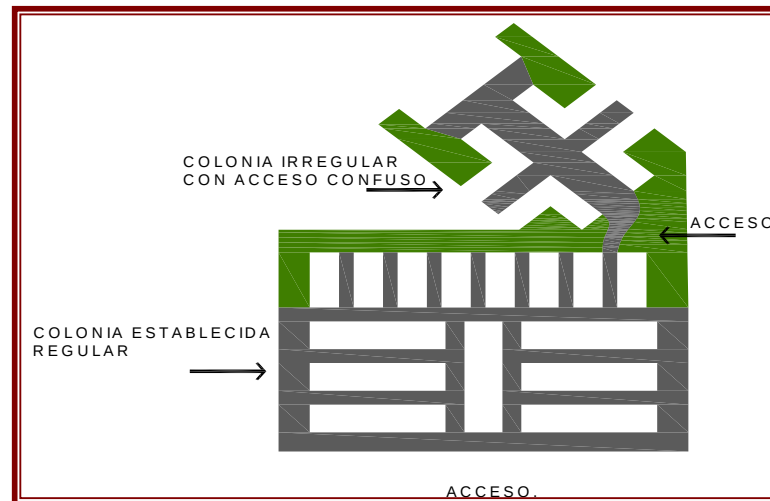 COLONIA IRREGULAR
CON ACCESO CONFUSO
ACCESO
COLONIA ESTABLECIDA
REGULAR
ACCESO.